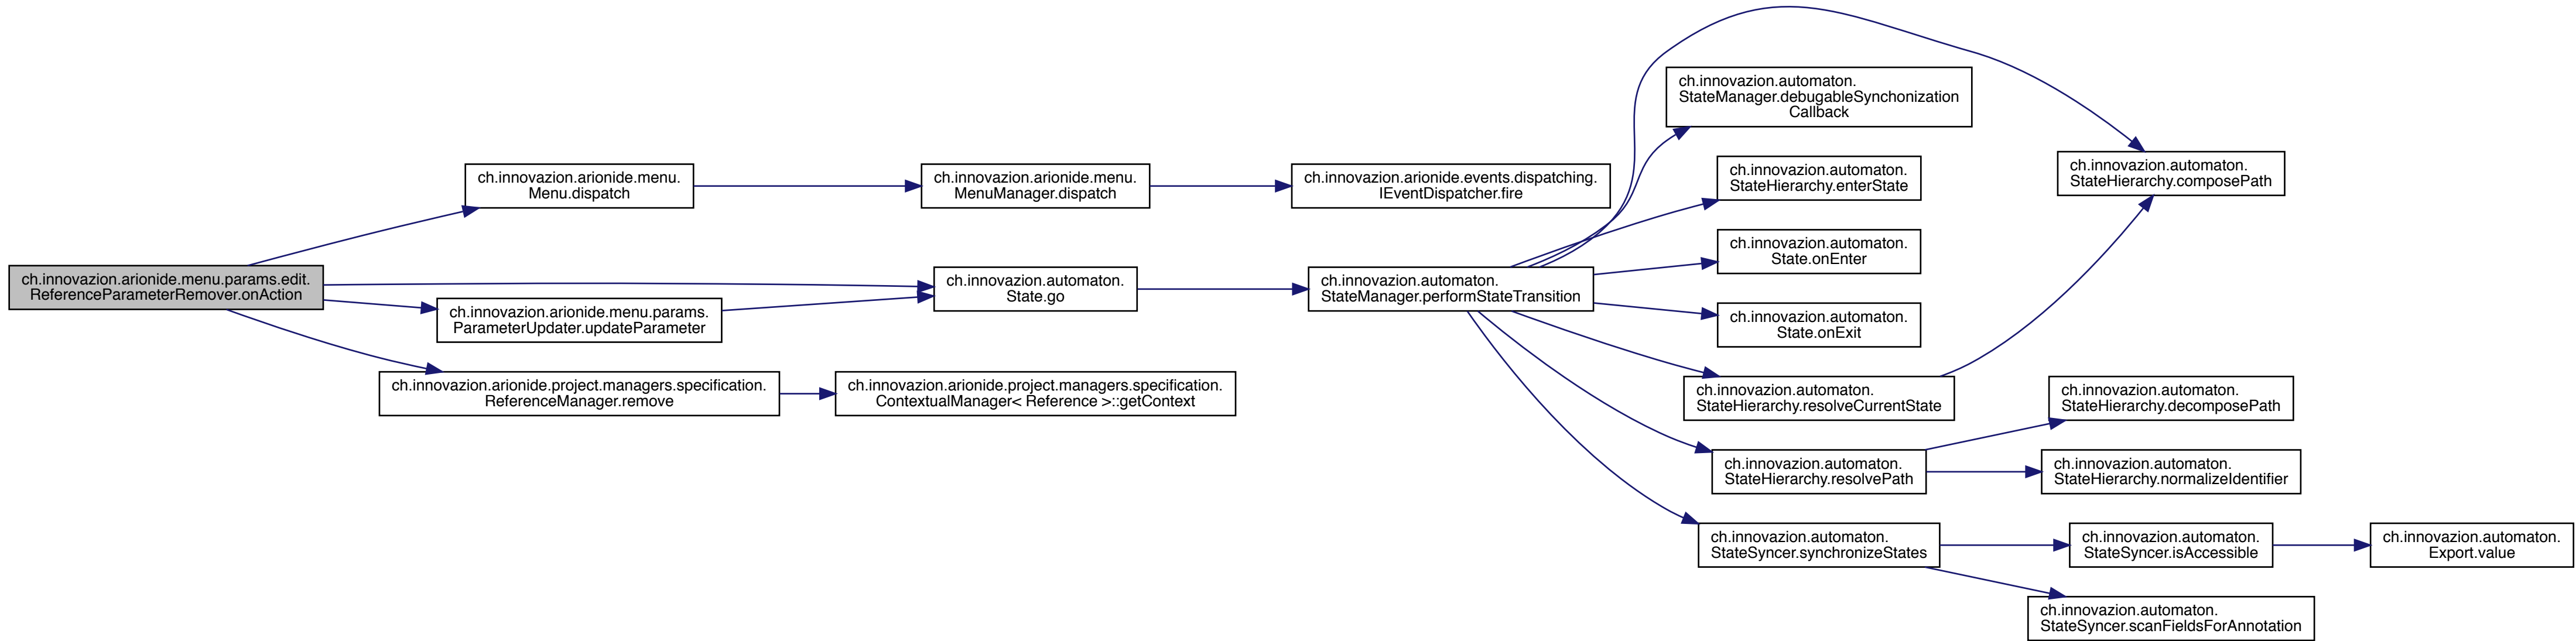 ch.innovazion.arionide.menu.params.edit.
ReferenceParameterRemover.onAction
ch.innovazion.arionide.menu.
Menu.dispatch
ch.innovazion.arionide.menu.
MenuManager.dispatch
ch.innovazion.arionide.events.dispatching.
IEventDispatcher.fire
ch.innovazion.automaton.
State.go
ch.innovazion.arionide.menu.params.
ParameterUpdater.updateParameter
ch.innovazion.arionide.project.managers.specification.
ReferenceManager.remove
ch.innovazion.arionide.project.managers.specification.
ContextualManager< Reference >::getContext
ch.innovazion.automaton.
StateManager.performStateTransition
ch.innovazion.automaton.
StateManager.debugableSynchonization
Callback
ch.innovazion.automaton.
StateHierarchy.enterState
ch.innovazion.automaton.
State.onEnter
ch.innovazion.automaton.
State.onExit
ch.innovazion.automaton.
StateHierarchy.resolveCurrentState
ch.innovazion.automaton.
StateHierarchy.resolvePath
ch.innovazion.automaton.
StateSyncer.synchronizeStates
ch.innovazion.automaton.
StateHierarchy.composePath
ch.innovazion.automaton.
StateHierarchy.decomposePath
ch.innovazion.automaton.
StateHierarchy.normalizeIdentifier
ch.innovazion.automaton.
StateSyncer.isAccessible
ch.innovazion.automaton.
Export.value
ch.innovazion.automaton.
StateSyncer.scanFieldsForAnnotation